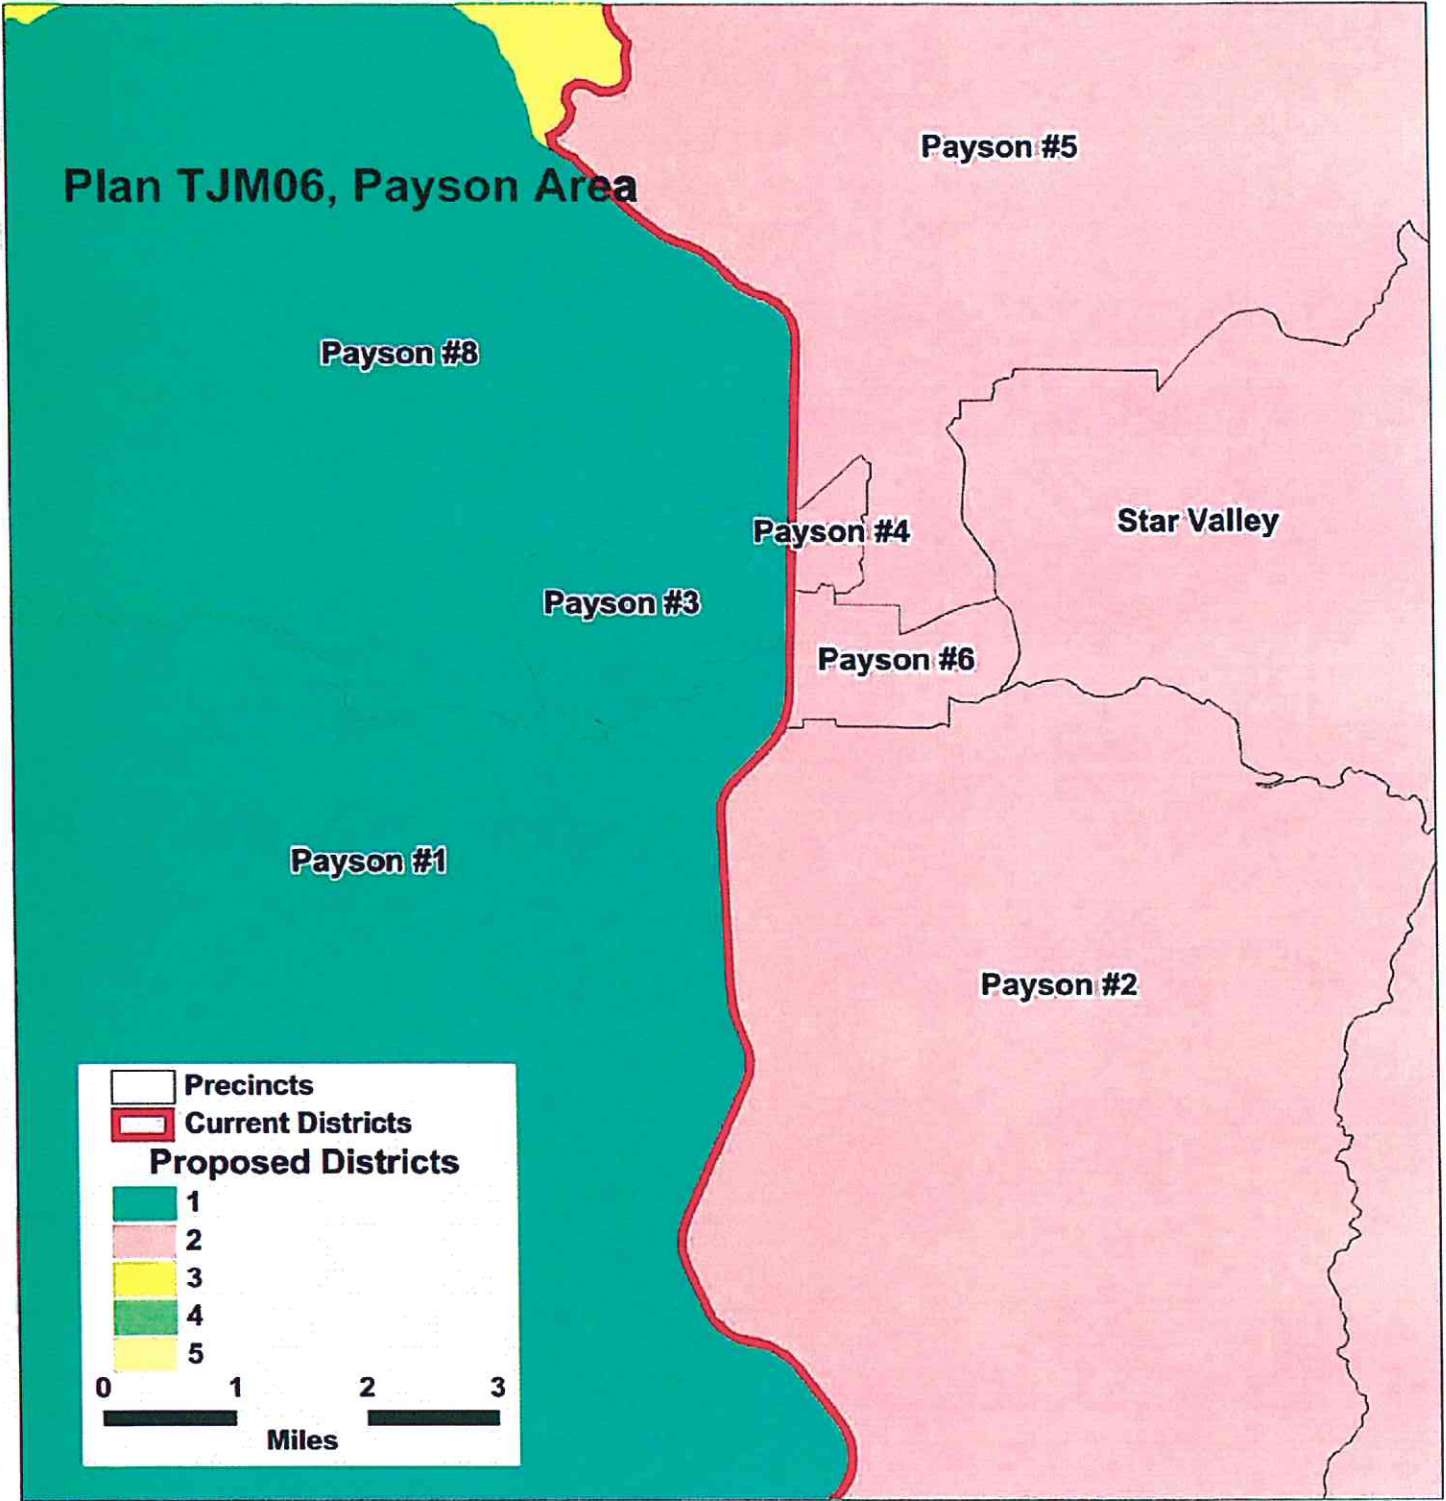 Payson #5
Plan TJM06, Payson Area
Payson #8
Star Valley
Payson #4
Payson #3
Payson #6
Payson #1
Payson #2
Precincts
Current Districts
Proposed Districts
1
2
3
4
5
0 1 2 3
Miles